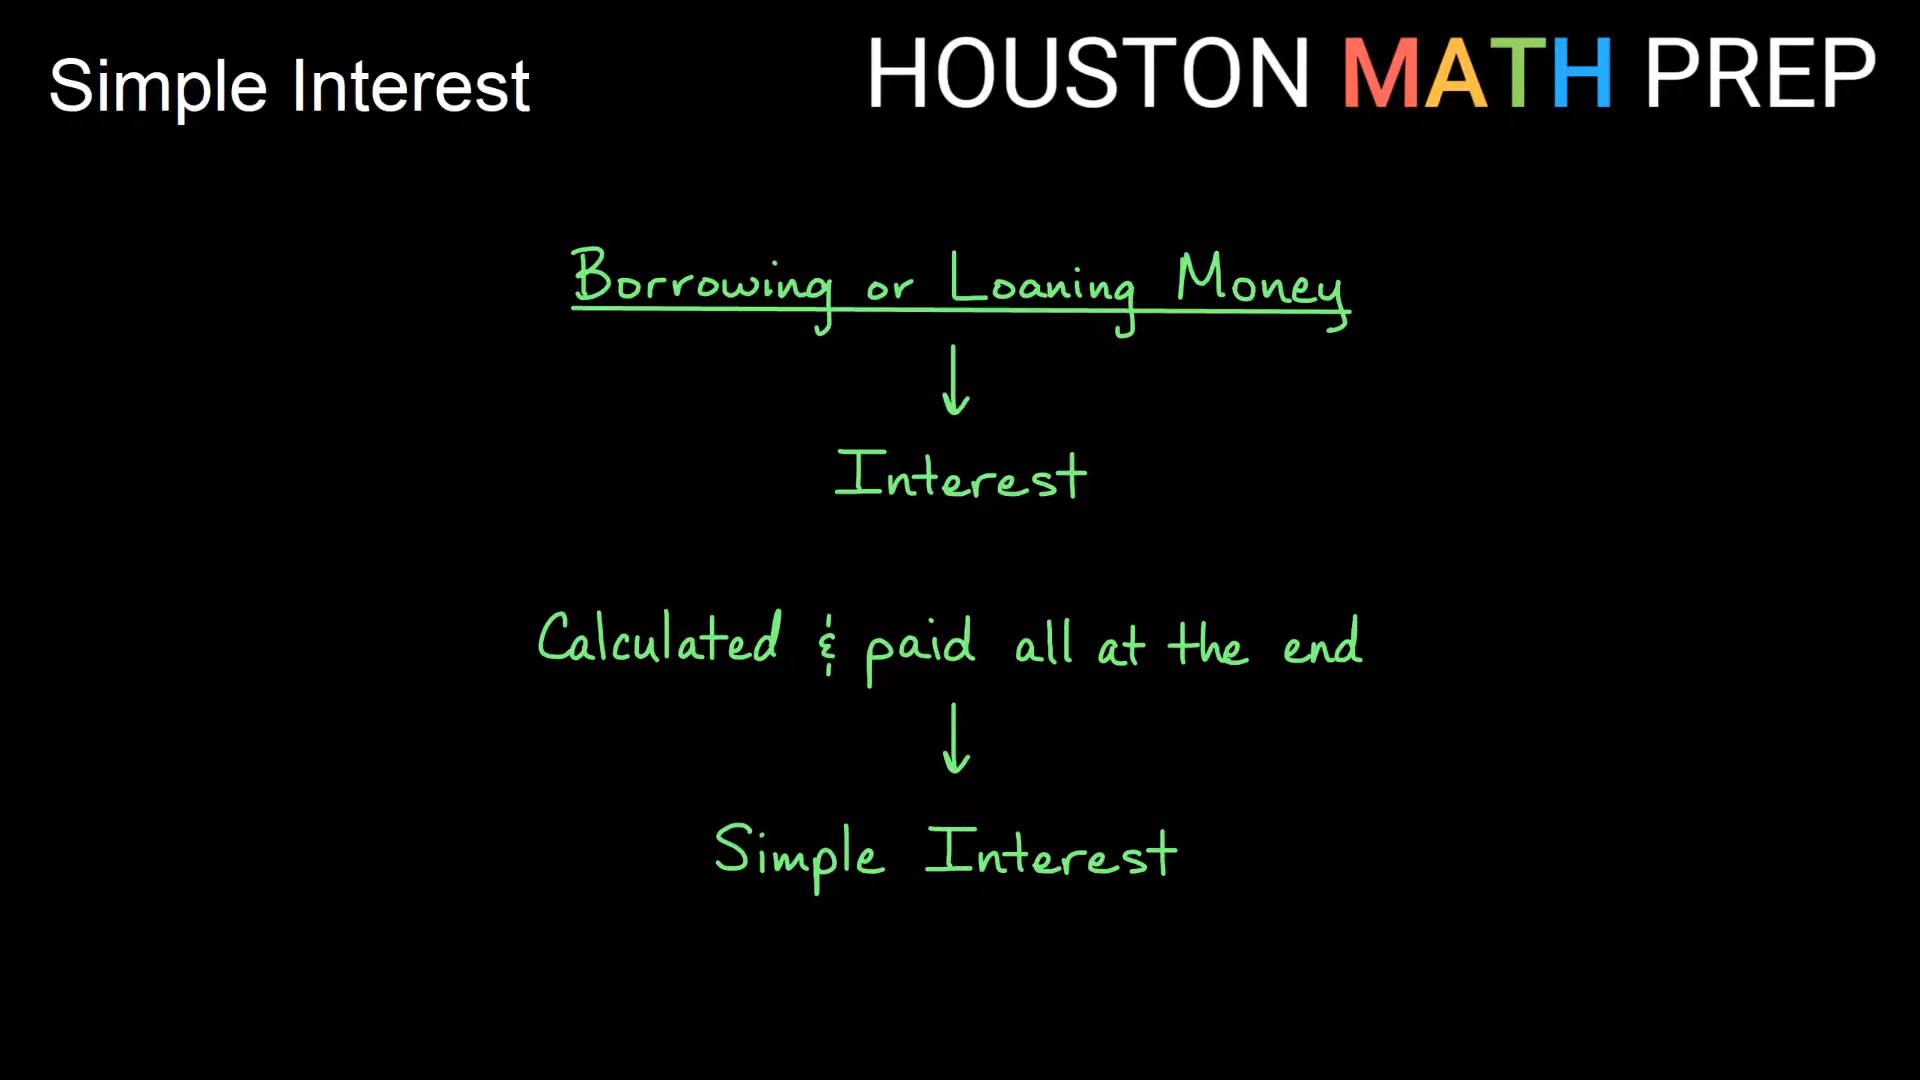 Simple Interest
HOUSTON MATH PREP
Borrowing or Loaning Money
Interest
Calculated & paid all at the end
Simple Interest